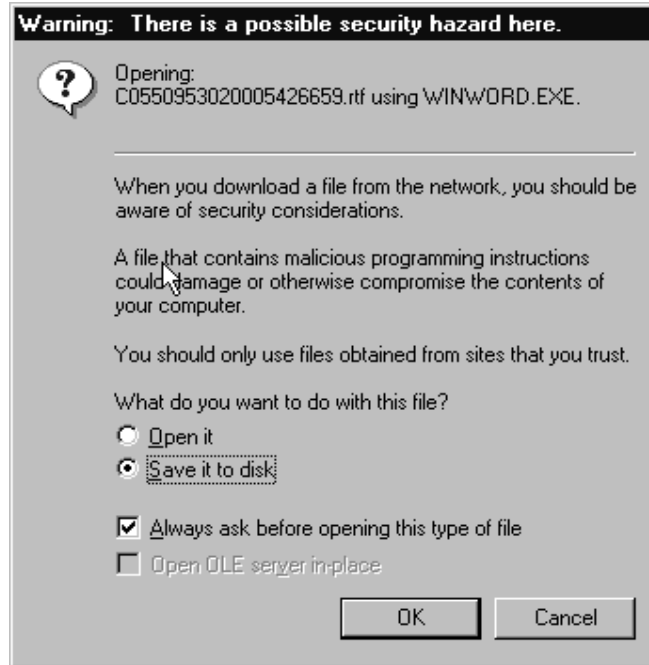 Warning: There is a possible security hazard here.
Opening:
C0550953020005426659.rtf using WINWORD.EXE.
When you download a file from the network, you should be
aware of security considerations.
A file that contains malicious programming instructions
could damage or otherwise compromise the contents of
your computer.
You should only use files obtained from sites that you trust.
What do you want to do with this file?
Open it
Save it to disk
Always ask before opening this type of file
Open OLE server in-place
OK Cancel